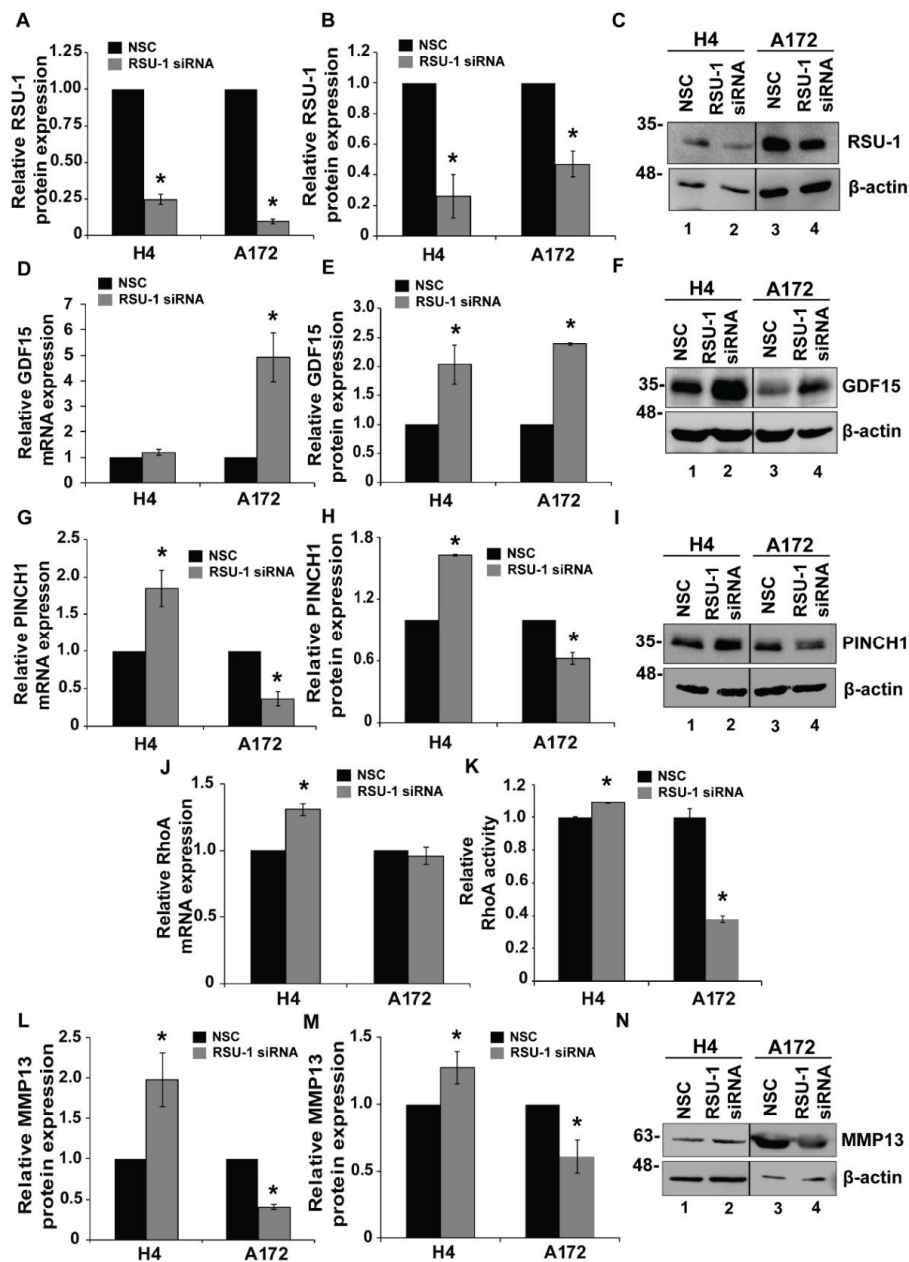 A
Relative RSU-1
protein expression
1.25
1.00
0.75
0.50
0.25
0
NSC
RSU-1 siRNA
*
*
H4
A172
B
Relative RSU-1
protein expression
1.2
1.0
0.8
0.6
0.4
0.2
0
NSC
RSU-1 siRNA
*
*
H4
A172
C
H4
A172
NSC
RSU-1
siRNA
NSC
RSU-1
siRNA
35-
RSU-1
48-
β-actin
1 2 3 4
D
Relative GDF15
mRNA expression
7
6
5
4
3
2
1
0
NSC
RSU-1 siRNA
*
H4
A172
E
Relative GDF15
protein expression
3.0
2.5
2.0
1.5
1.0
0.5
0
NSC
RSU-1 siRNA
*
*
H4
A172
F
H4
A172
NSC
RSU-1
siRNA
NSC
RSU-1
siRNA
35-
GDF15
48-
β-actin
1 2 3 4
G
Relative PINCH1
mRNA expresson
2.5
2.0
1.5
1.0
0.5
0
NSC
RSU-1 siRNA
*
*
H4
A172
H
Relative PINCH1
protein expression
1.8
1.2
0.6
0
NSC
RSU-1 siRNA
*
*
H4
A172
I
H4
A172
NSC
RSU-1
siRNA
NSC
RSU-1
siRNA
35-
PINCH1
48-
β-actin
1 2 3 4
J
Relative RhoA
mRNA expression
1.5
1.0
1.5
0
NSC
RSU-1 siRNA
*
H4
A172
K
Relative
RhoA activity
1.2
1.0
0.8
0.6
0.4
0.2
0
NSC
RSU-1 siRNA
*
*
H4
A172
L
Relative MMP13
protein expression
2.5
2.0
1.5
1.0
0.5
0
NSC
RSU-1 siRNA
*
*
H4
A172
M
Relative MMP13
protein expression
1.5
1.0
0.5
0
NSC
RSU-1 siRNA
*
*
H4
A172
N
H4
A172
NSC
RSU-1
siRNA
NSC
RSU-1
siRNA
63-
MMP13
48-
β-actin
1 2 3 4